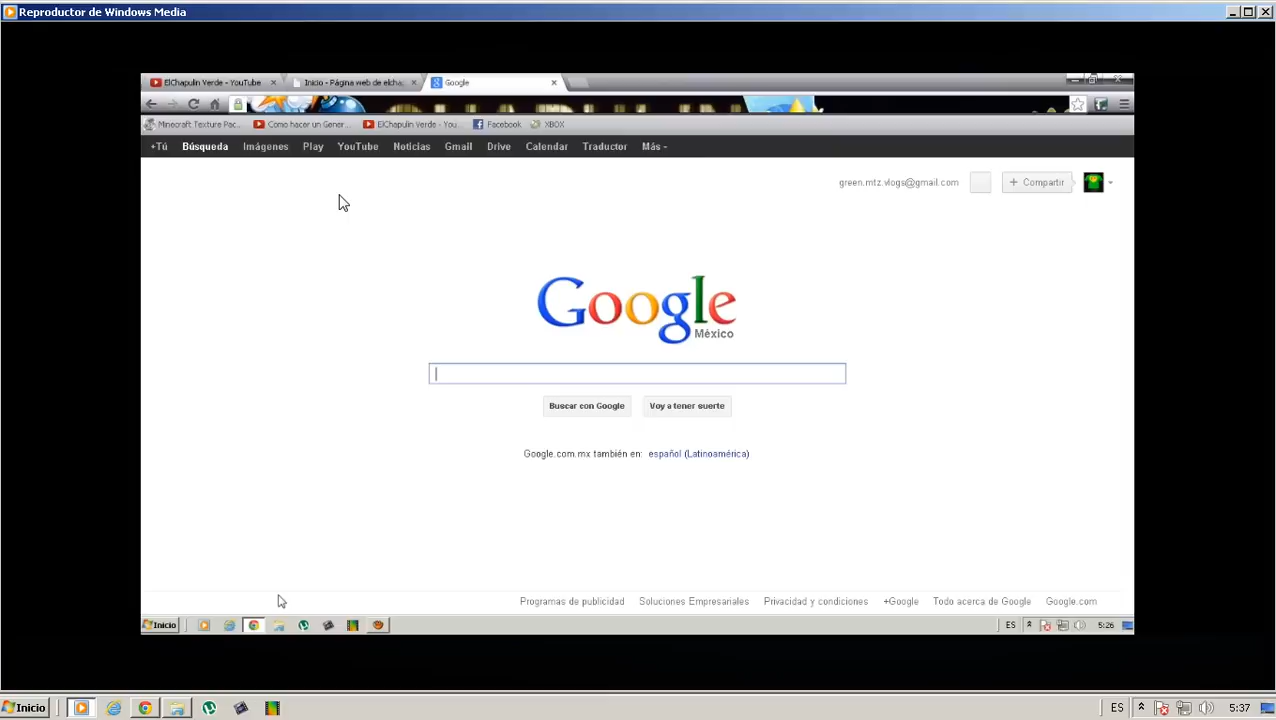 Reproductor de Windows Media
ElChapulin Verde - YouTube
Inicio - Página web de elcha
Google
Minecraft Texture Pac...
Como hacer un Gener...
ElChapulin Verde - You
Facebook
XBOX
+Tú Búsqueda Imágenes Play YouTube Noticias Gmail Drive Calendar Traductor Más
green.mtz.vlogs@gmail.com
+ Compartir
Google
México
Buscar con Google
Voy a tener suerte
Google.com.mx también en: español (Latinoamérica)
Programas de publicidad Soluciones Empresariales Privacidad y condiciones +Google Todo acerca de Google Google.com
Inicio
ES
5:26
Inicio
ES
5:37